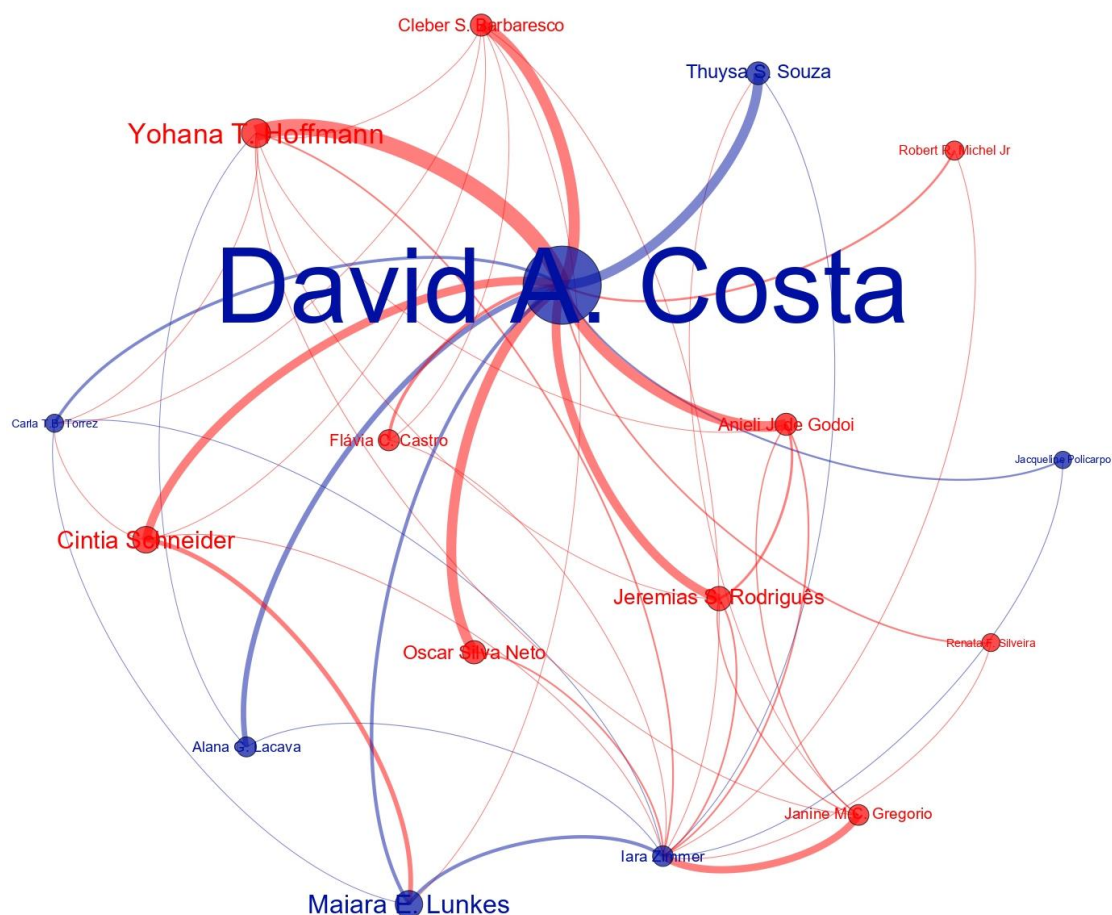 Cleber S. Barbaresco
Thuysa S. Souza
Yohana T. Hoffmann
Robert R. Michel Jr
David A. Costa
Carla T.B. Torrez
Anieli J. de Godoi
Flávia C. Castro
Jacqueline Policarpo
Cintia Schneider
Jeremias S. Rodriguês
Renata F. Silveira
Oscar Silva Neto
Alana G. Lacava
Janine M.C. Gregorio
Iara Zimmer
Maiara E. Lunkes